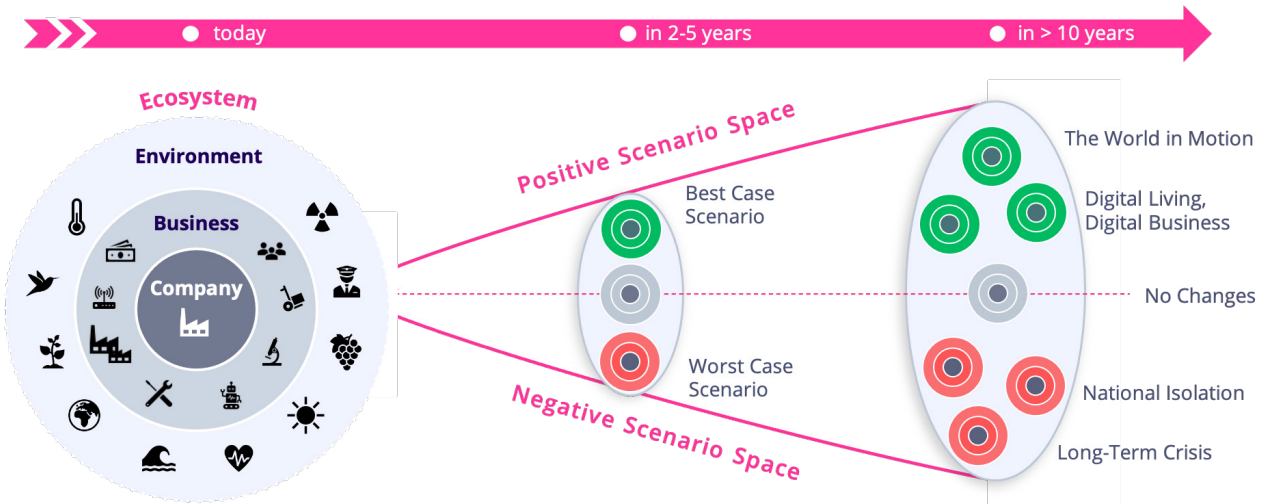 today
in 2-5 years
in > 10 years
Ecosystem
Environment
Business
Company
Positive Scenario Space
Negative Scenario Space
Best Case
Scenario
Worst Case
Scenario
The World in Motion
Digital Living,
Digital Business
No Changes
National Isolation
Long-Term Crisis